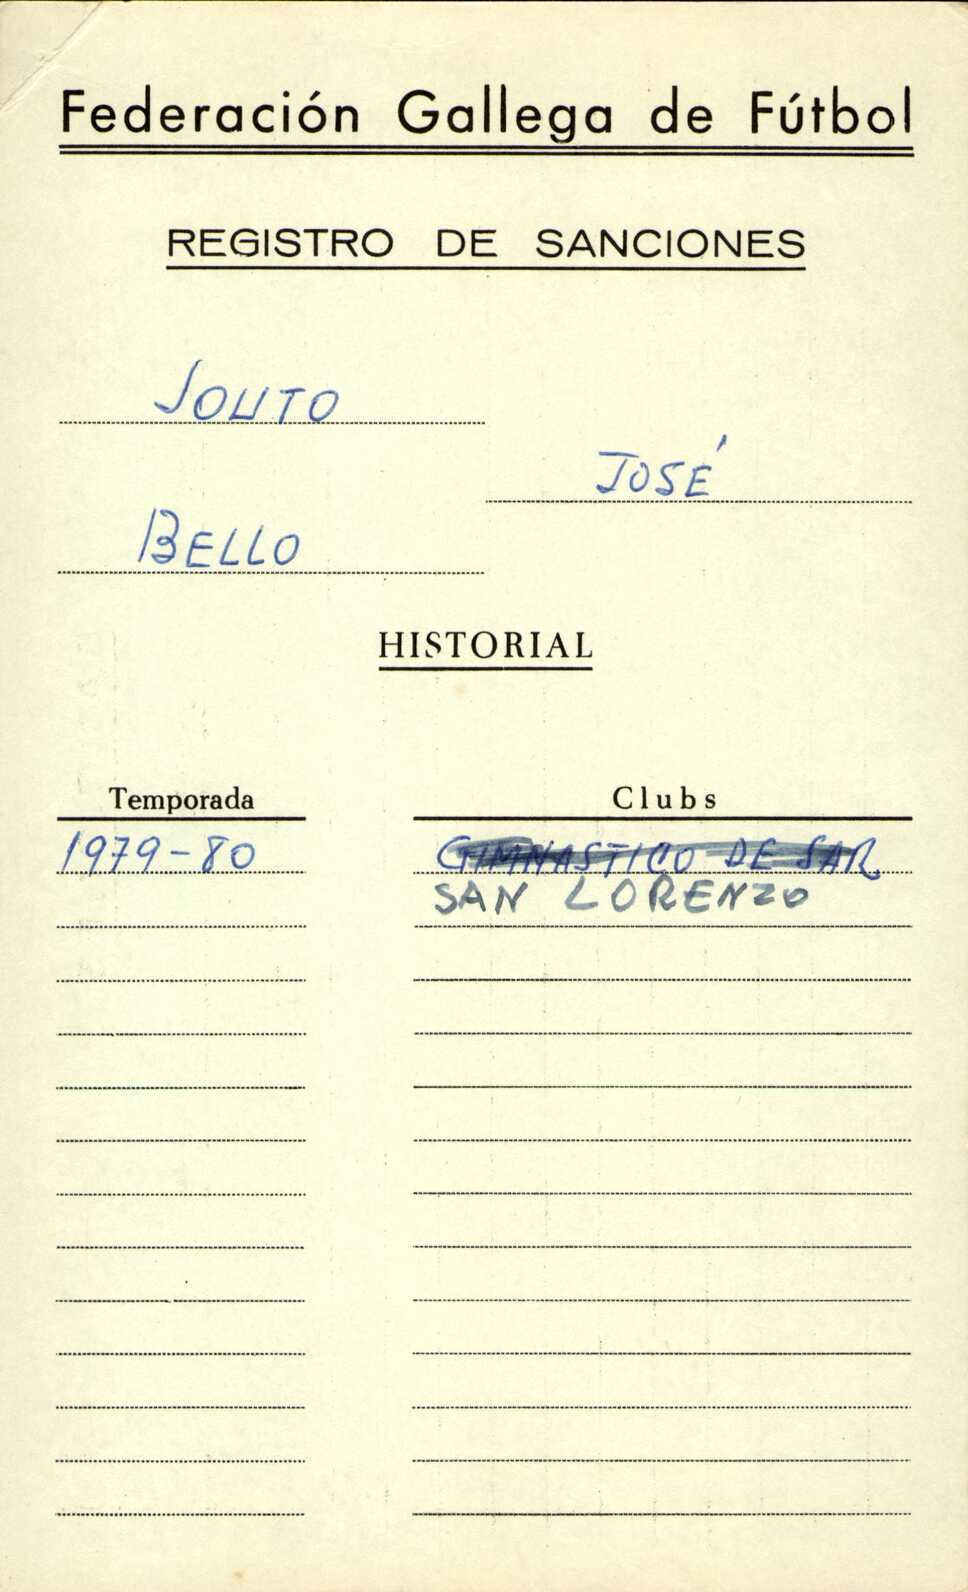 Federación Gallega de Fútbol
REGISTRO DE SANCIONES
SOUTO
JOSÉ
BELLO
HISTORIAL
Temporada Clubs
1979-80 GIMNASTICO DE SAR
SAN LORENZO